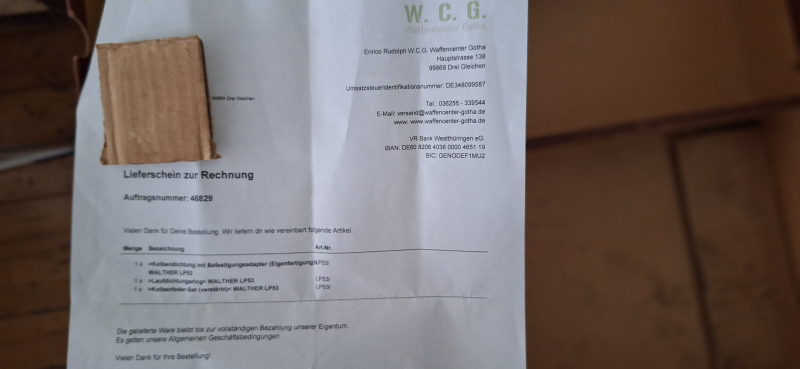 W. C. G.
Waffencenter Gotha
Enrico Rudolph W.C.G. Waffencenter Gotha
Hauptstrasse 138
99869 Drei Gleichen
99869 Drei Gleichen
Umsatzsteueridentifikationsnummer: DE348099587
Tel.: 036256 - 339544
E-Mail: versand@waffencenter-gotha.de
www: www.waffencenter-gotha.de
VR Bank Westthüringen eG.
IBAN: DE60 8206 4038 0000 4651 19
BIC: GENODEF1MU2
Lieferschein zur Rechnung
Auftragsnummer: 46829
Vielen Dank für Deine Bestellung. Wir liefern dir wie vereinbart folgende Artikel
Menge Bezeichnung Art-Nr.
1 x »Kolbendichtung mit Befestigungsadapter (Eigenfertigung)« LP53/
WALTHER LP53
1 x »Laufdichtungsring« WALTHER LP53 LP53/
1 x »Kolbenfeder-Set (verstärkt)« WALTHER LP53 LP53/
Die gelieferte Ware bleibt bis zur vollständigen Bezahlung unserer Eigentum.
Es gelten unsere Allgemeinen Geschäftsbedingungen.
Vielen Dank für Ihre Bestellung!